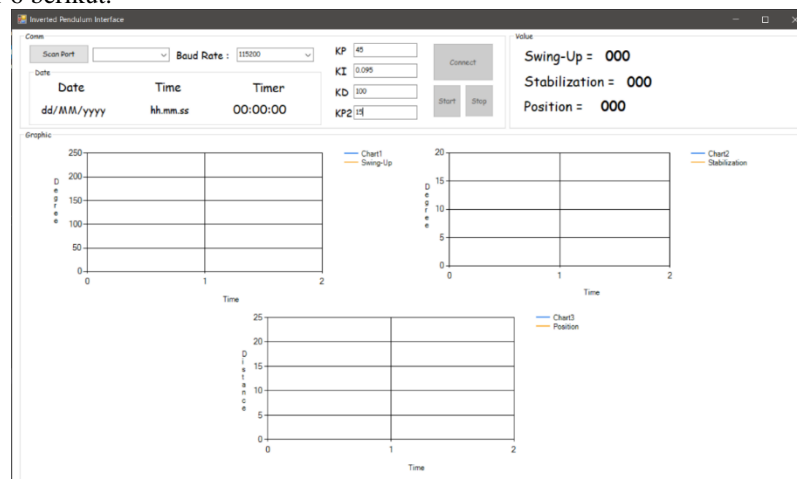 6 berikut:
Inverted Pendulum Interface
Comm
Scan Port
Baud Rate :
115200
Date
Date Time Timer
dd/MM/yyyy hh.mm.ss 00:00:00
KP 45
KI 0.095
KD 100
KP2 15
Connect
Start Stop
Value
Swing-Up = 000
Stabilization = 000
Position = 000
Graphic
Degree
250
200
150
100
50
0
0 1 2
Time
Chart1
Swing-Up
Degree
20
15
10
5
0
0 1 2
Time
Chart2
Stabilization
Distance
25
20
15
10
5
0
0 1 2
Time
Chart3
Position